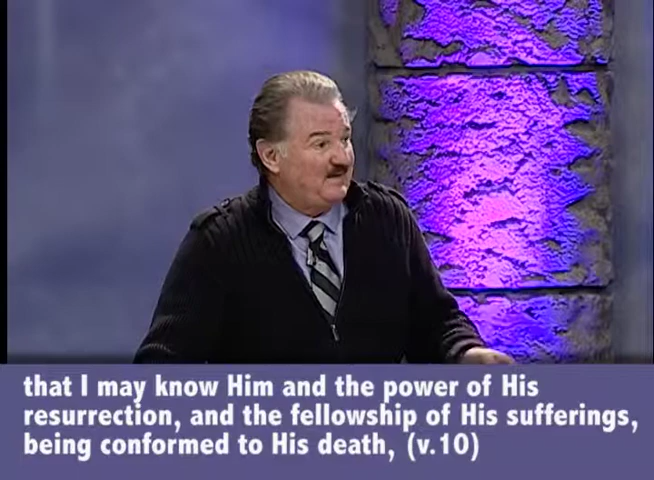 that I may know Him and the power of His
resurrection, and the fellowship of His sufferings,
being conformed to His death, (v.10)